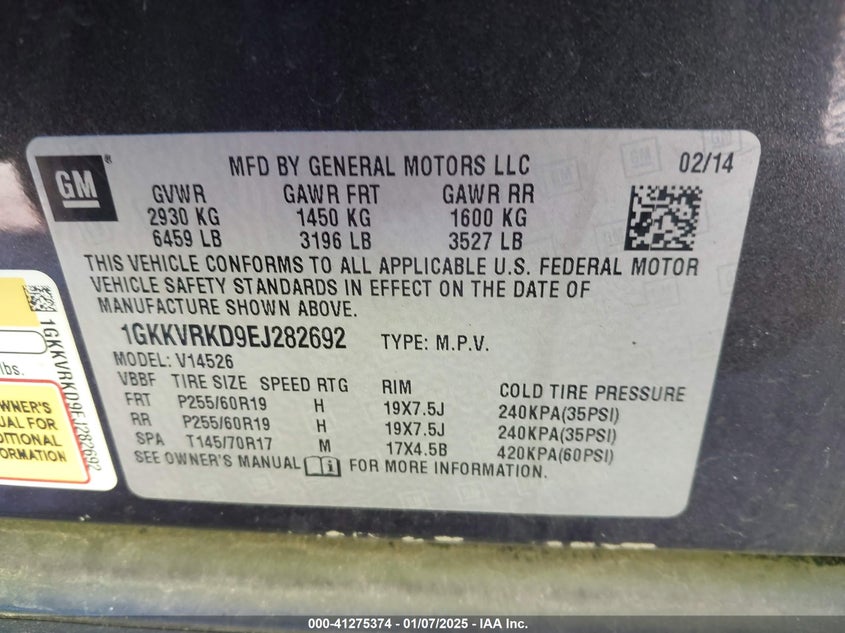 GM
MFD BY GENERAL MOTORS LLC 02/14
GVWR GAWR FRT GAWR RR
2930 KG 1450 KG 1600 KG
6459 LB 3196 LB 3527 LB
THIS VEHICLE CONFORMS TO ALL APPLICABLE U.S. FEDERAL MOTOR
VEHICLE SAFETY STANDARDS IN EFFECT ON THE DATE OF
MANUFACTURE SHOWN ABOVE.
1GKKVRKD9EJ282692 TYPE: M.P.V.
MODEL: V14526
VBBF TIRE SIZE SPEED RTG RIM COLD TIRE PRESSURE
FRT P255/60R19 H 19X7.5J 240KPA(35PSI)
RR P255/60R19 H 19X7.5J 240KPA(35PSI)
SPA T145/70R17 M 17X4.5B 420KPA(60PSI)
SEE OWNER'S MANUAL FOR MORE INFORMATION.
1GKKVRKD9EJ282692
lbs.
OWNER'S
FOR
INFORMATION
000-41275374 - 01/07/2025 - IAA Inc.